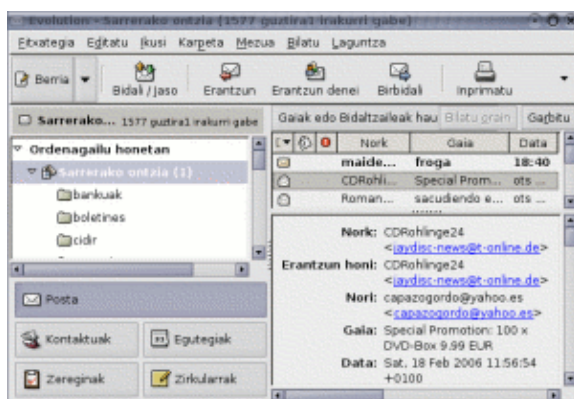 Evolution - Sarrerako ontzia (1577 guztira1 irakurri gabe)
Etxategia Editatu Ikusi Karpeta Mezua Bilatu Laguntza
Berria Bidali / Jaso Erantzun Erantzun denei Birbidali Inprimatu
Sarrerako... 1577 guztira1 irakurri gabe
Gaiak edo Bidaltzaileak hau Bilatu orain Garbitu
Nork Gaia Data
Ordenagailu honetan
maide... froga 18:40
Sarrerako ontzia (1)
CDRohli... Special Prom... ots ...
bankuak
Roman... sacudiendo e... ots ...
boletines
cidir
Nork: CDRohlinge24
<jaydisc-news@t-online.de>
Erantzun honi: CDRohlinge24
<jaydisc-news@t-online.de>
Posta
Nori: capazogordo@yahoo.es
<capazogordo@yahoo.es>
Kontaktuak Egutegiak
Gaia: Special Promotion: 100 x
DVD-Box 9.99 EUR
Zereginak Zirkularrak
Data: Sat, 18 Feb 2006 11:56:54
+0100